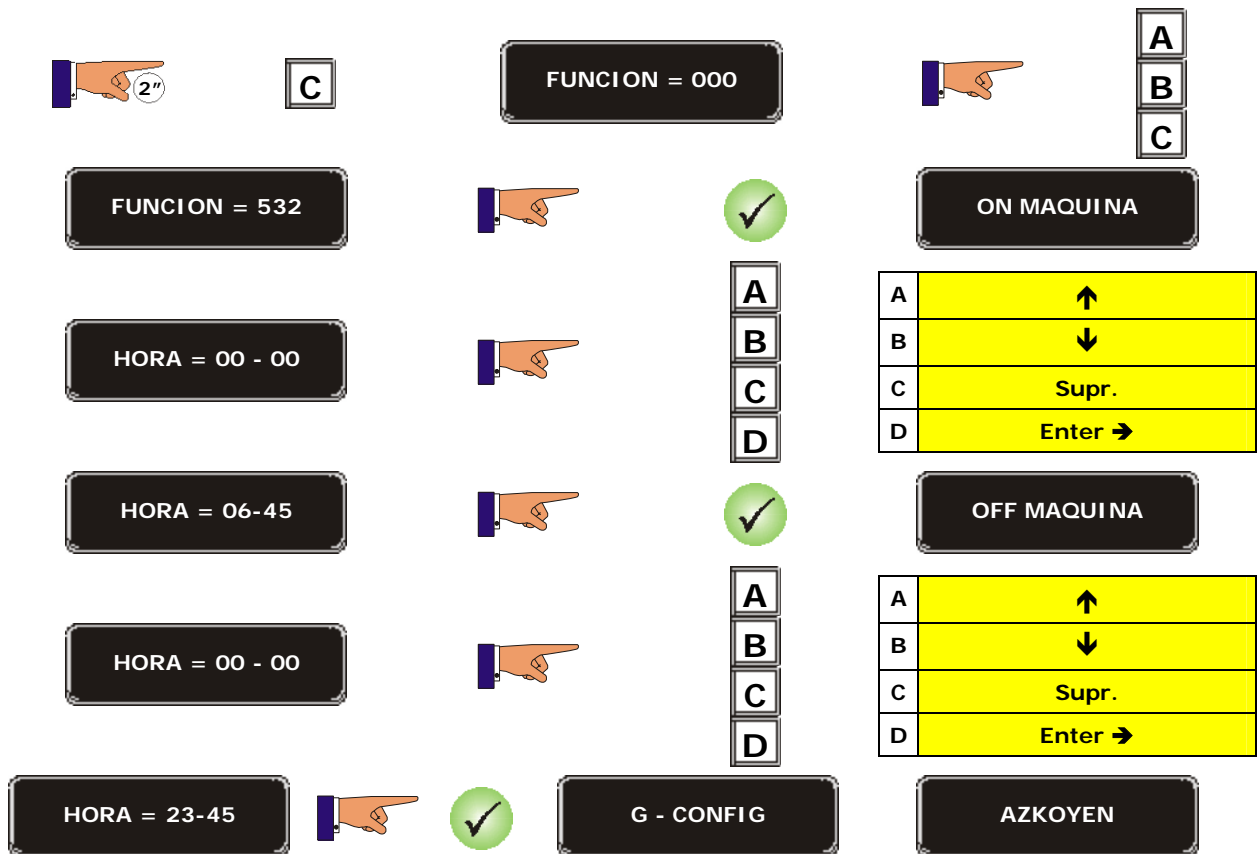 2"
C
FUNCION = 000
A
B
C
FUNCION = 532
ON MAQUINA
HORA = 00 - 00
A
B
C
D
A ↑
B ↓
C Supr.
D Enter →
HORA = 06-45
OFF MAQUINA
HORA = 00 - 00
A
B
C
D
A ↑
B ↓
C Supr.
D Enter →
HORA = 23-45
G - CONFIG
AZKOYEN